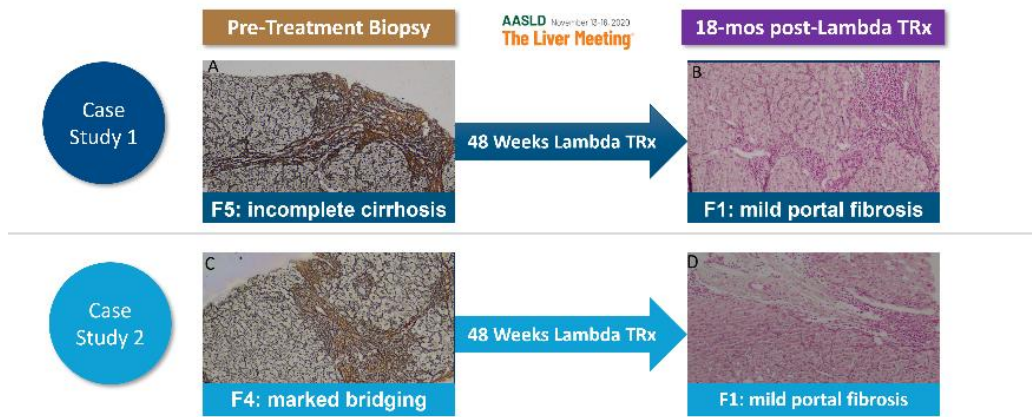 Pre-Treatment Biopsy
AASLD November 13-16, 2020
The Liver Meeting
18-mos post-Lambda TRx
Case
Study 1
A
48 Weeks Lambda TRx
B
F5: incomplete cirrhosis
F1: mild portal fibrosis
Case
Study 2
C
48 Weeks Lambda TRx
D
F4: marked bridging
F1: mild portal fibrosis